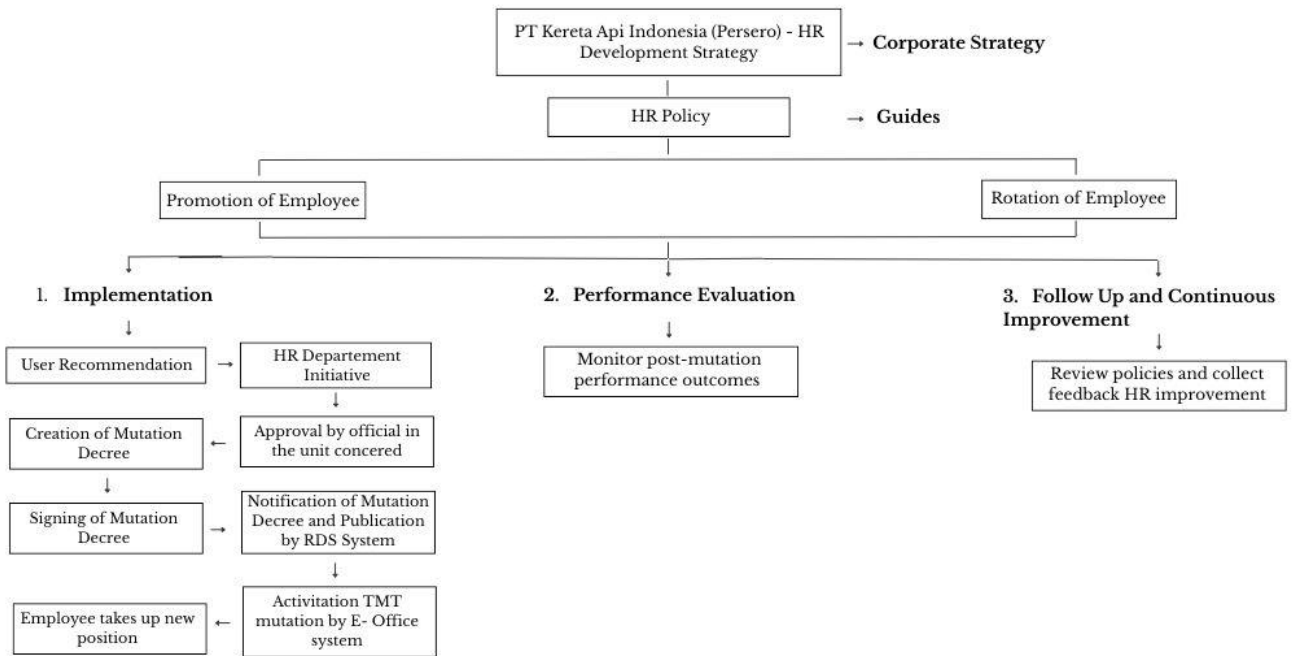 PT Kereta Api Indonesia (Persero) - HR
Development Strategy
→ Corporate Strategy
HR Policy
→ Guides
Promotion of Employee
Rotation of Employee
1. Implementation
2. Performance Evaluation
3. Follow Up and Continuous
Improvement
User Recommendation
→
HR Departement
Initiative
Monitor post-mutation
performance outcomes
Review policies and collect
feedback HR improvement
Approval by official in
the unit concered
←
Creation of Mutation
Decree
Signing of Mutation
Decree
→
Notification of Mutation
Decree and Publication
by RDS System
Activitation TMT
mutation by E- Office
system
←
Employee takes up new
position